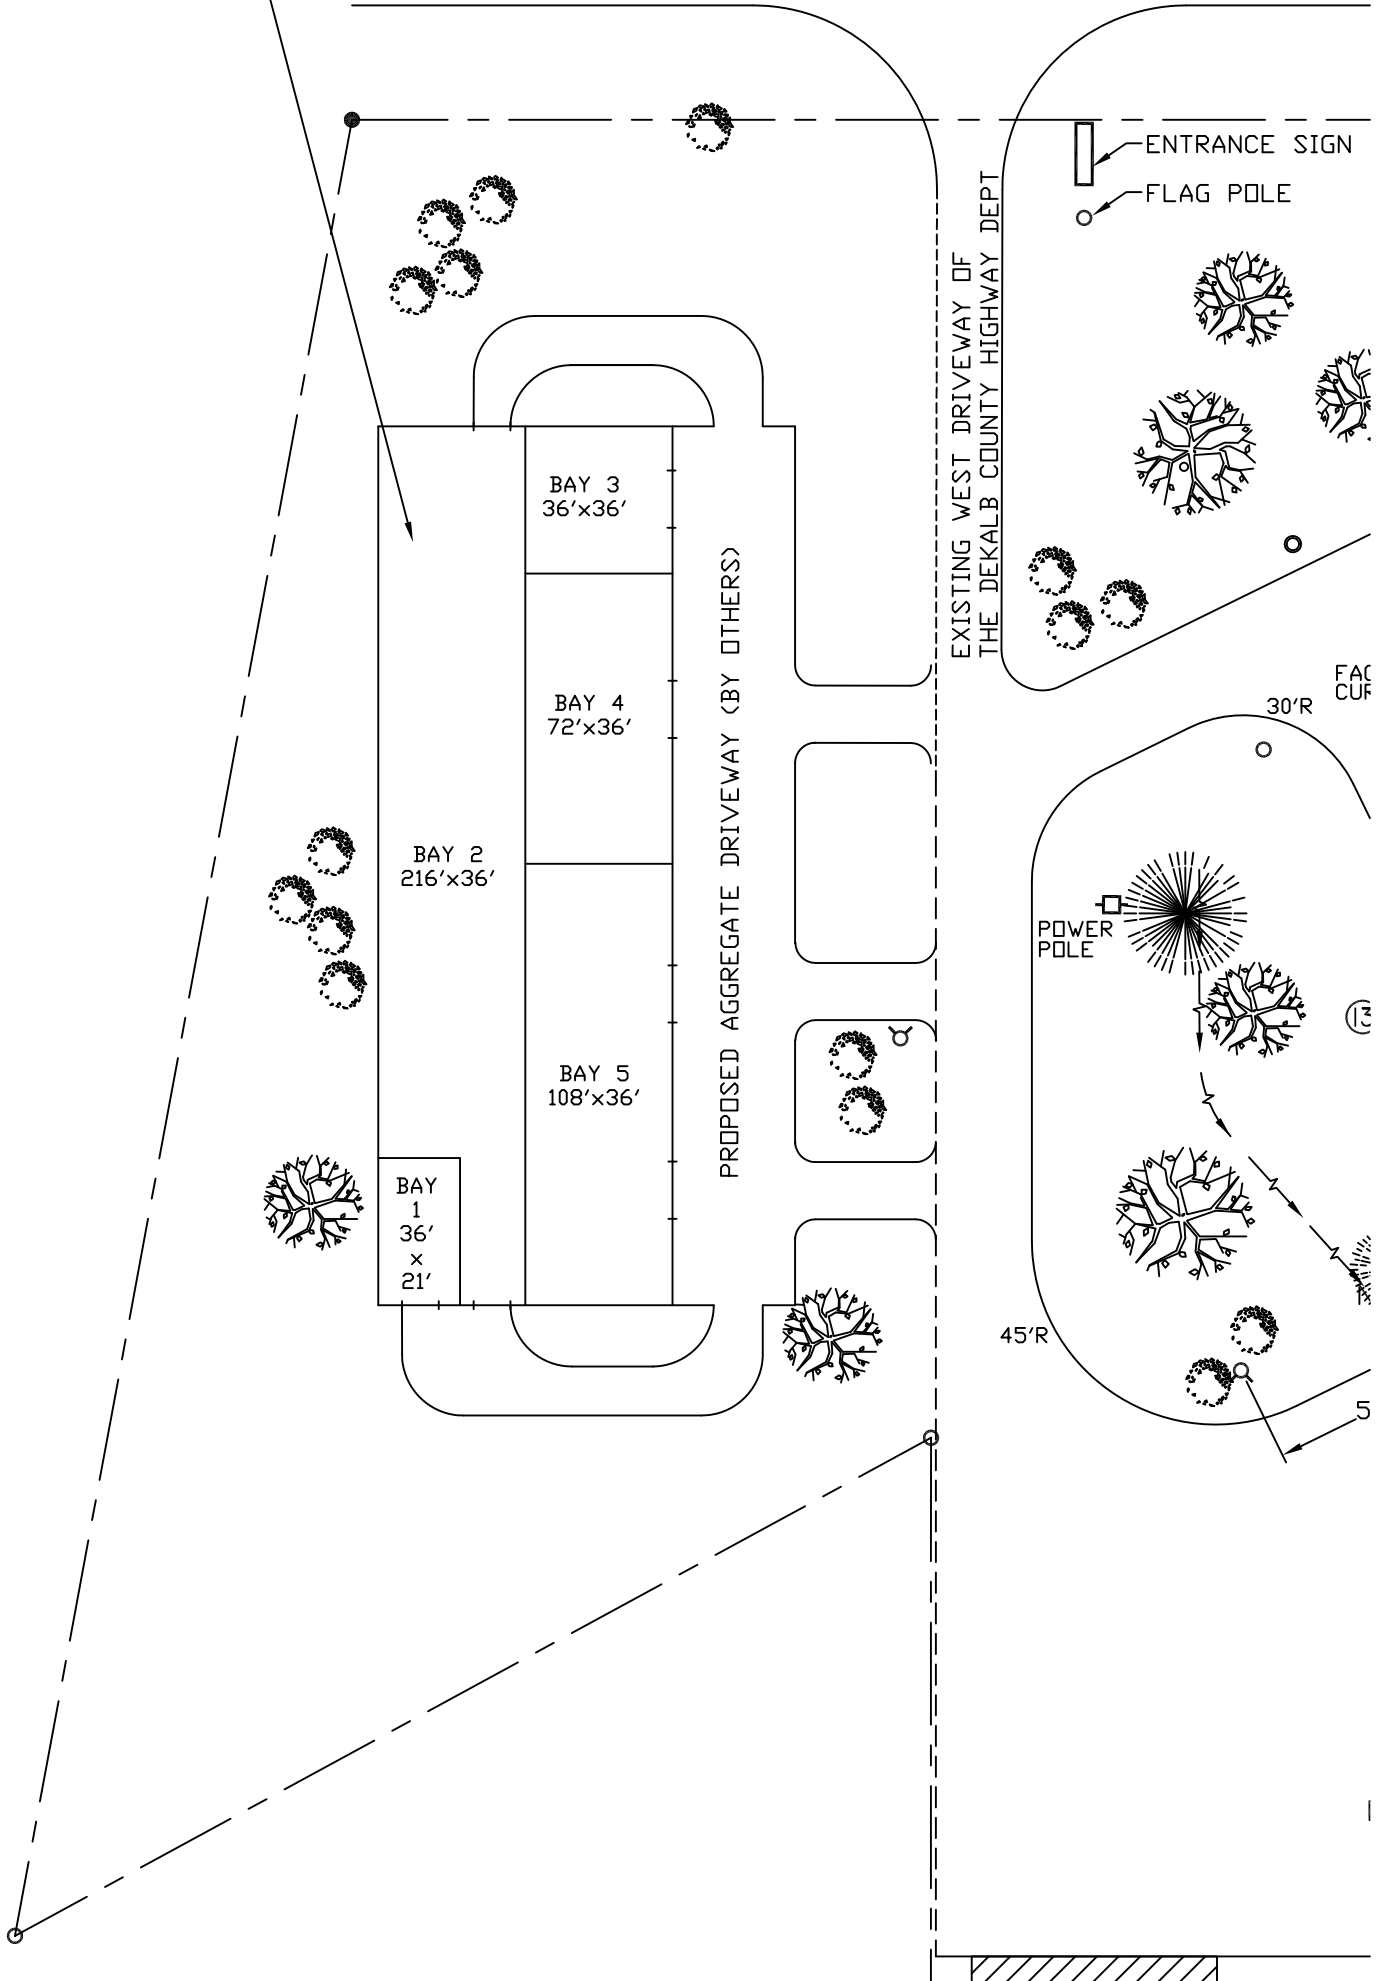 ENTRANCE SIGN
FLAG POLE
EXISTING WEST DRIVEWAY OF
THE DEKALB COUNTY HIGHWAY DEPT
BAY 3
36'x36'
BAY 4
72'x36'
PROPOSED AGGREGATE DRIVEWAY (BY OTHERS)
30'R
BAY 2
216'x36'
POWER
POLE
BAY 5
108'x36'
BAY
1
36'
x
21'
45'R